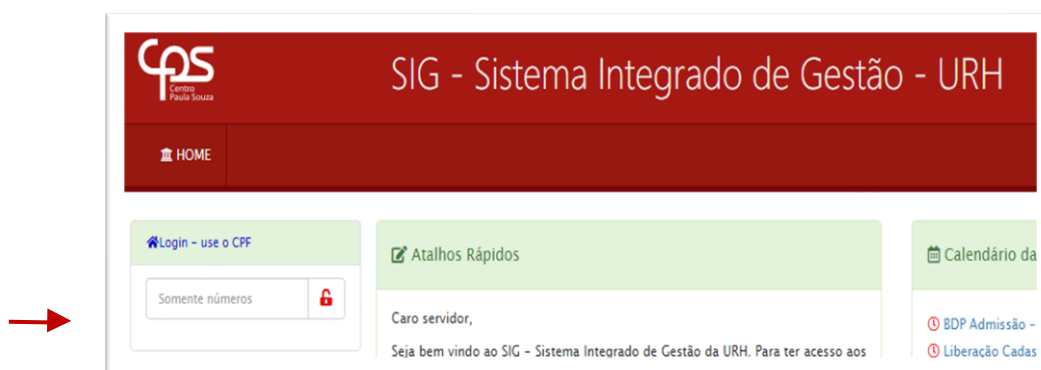 CPS
Centro
Paula Souza
SIG - Sistema Integrado de Gestão - URH
HOME
Login - use o CPF
Somente números
Atalhos Rápidos
Caro servidor,
Seja bem vindo ao SIG - Sistema Integrado de Gestão da URH. Para ter acesso aos
Calendário da
BDP Admissão -
Liberação Cadas